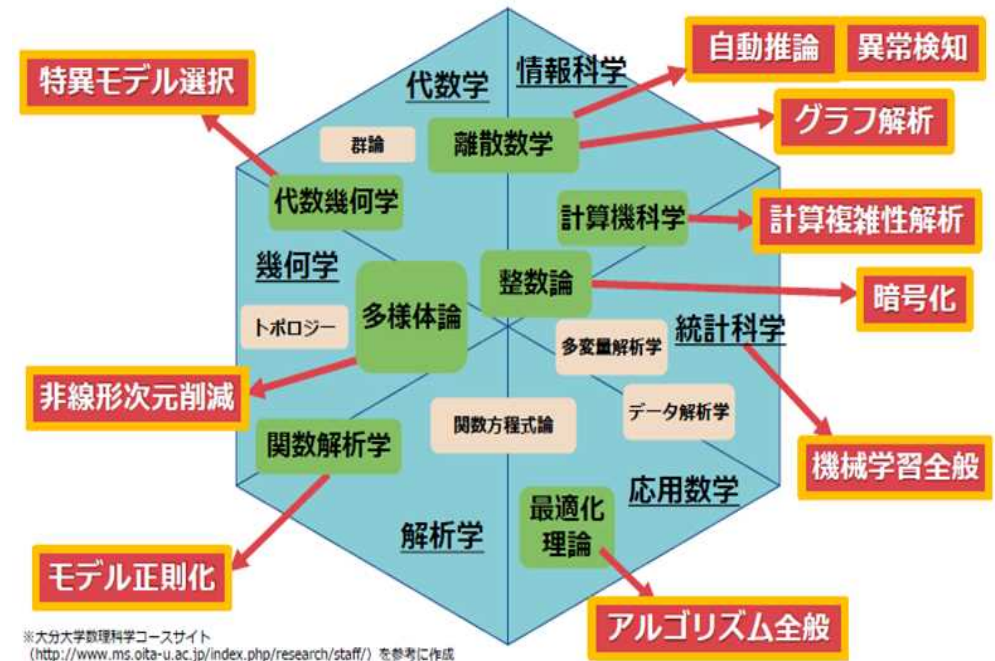 自動推論
異常検知
特異モデル選択
代数学
情報科学
グラフ解析
群論
離散数学
代数幾何学
計算機科学
計算複雑性解析
幾何学
整数論
多様体論
暗号化
トポロジー
多変量解析学
統計科学
非線形次元削減
データ解析学
関数方程式論
関数解析学
機械学習全般
応用数学
最適化
理論
解析学
モデル正則化
アルゴリズム全般
※大分大学数理科学コースサイト
(http://www.ms.oita-u.ac.jp/index.php/research/staff/)を参考に作成